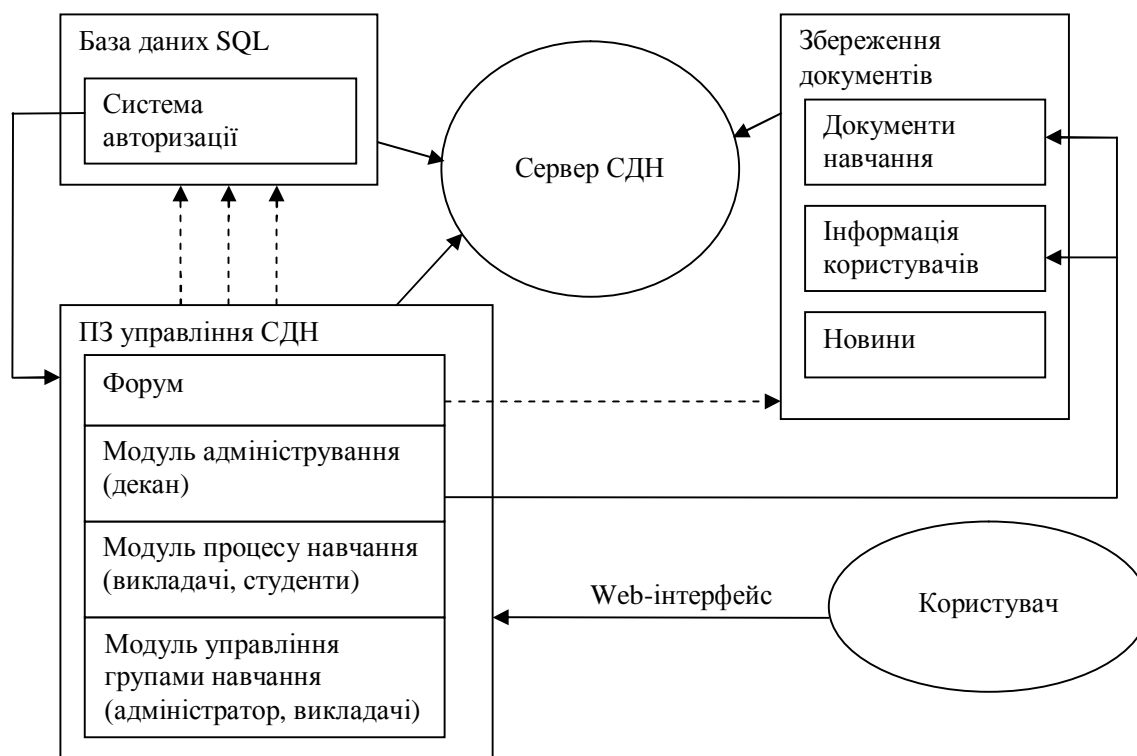 База даних SQL
Система
авторизації
Сервер СДН
Збереження
документів
Документи
навчання
Інформація
користувачів
Новини
ПЗ управління СДН
Форум
Модуль адміністрування
(декан)
Модуль процесу навчання
(викладачі, студенти)
Модуль управління
групами навчання
(адміністратор, викладачі)
Web-інтерфейс
Користувач